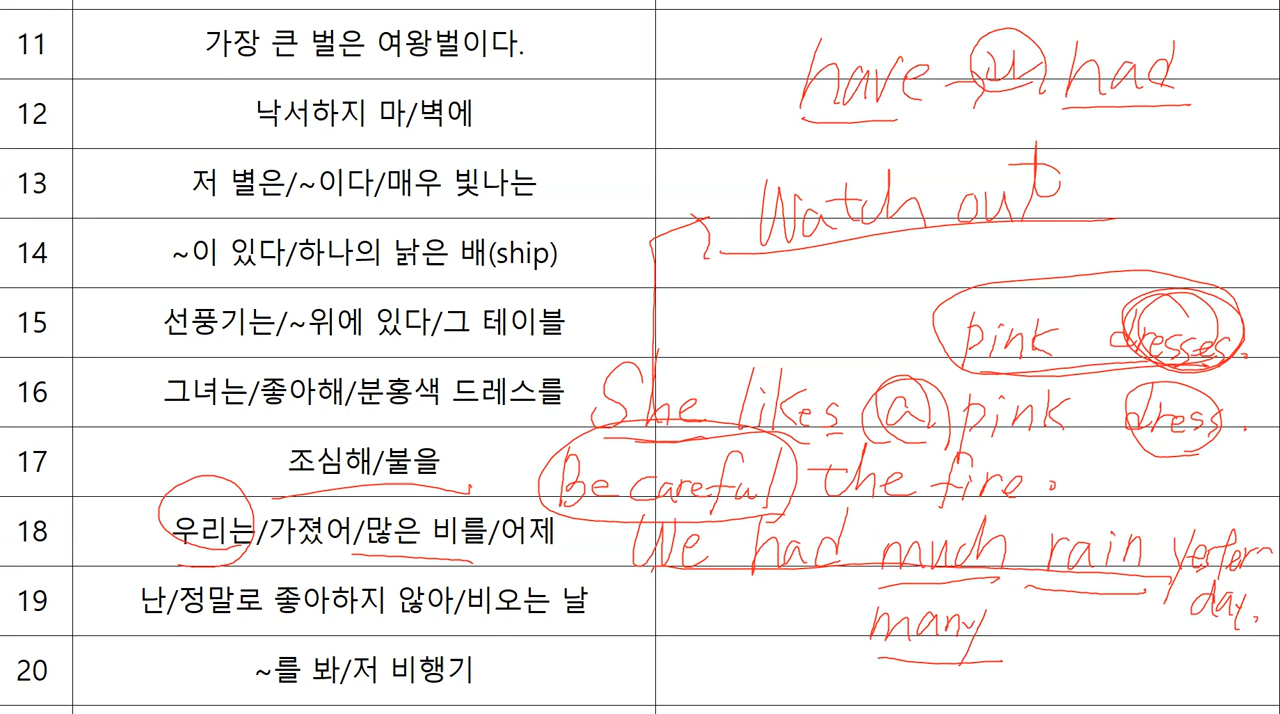 11 가장 큰 벌은 여왕벌이다. have had
12 낙서하지 마/벽에
13 저 별은/~이다/매우 빛나는 Watch out
14 ~이 있다/하나의 낡은 배(ship)
15 선풍기는/~위에 있다/그 테이블 pink dresses.
16 그녀는/좋아해/분홍색 드레스를 She likes a pink dress.
17 조심해/불을 Be careful the fire.
18 우리는/가졌어/많은 비를/어제 We had much rain yester-
day.
19 난/정말로 좋아하지 않아/비오는 날 many
20 ~를 봐/저 비행기